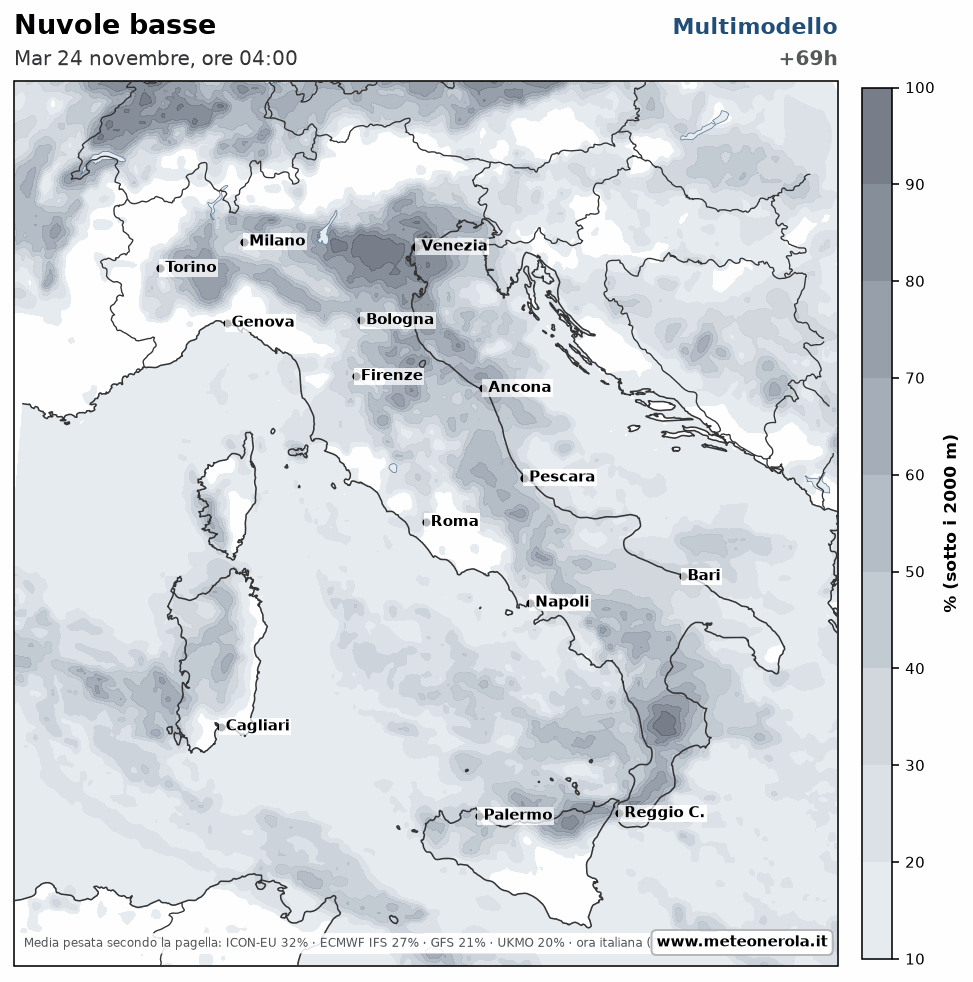 Nuvole basse
Multimodello
Mar 24 novembre, ore 04:00
+69h
100
90
80
70
60
50
40
30
20
10
% (sotto i 2000 m)
Milano
Venezia
Torino
Genova
Bologna
Firenze
Ancona
Pescara
Roma
Bari
Napoli
Cagliari
Palermo
Reggio C.
Media pesata secondo la pagella: ICON-EU 32% · ECMWF IFS 27% · GFS 21% · UKMO 20% · ora italiana (
www.meteonerola.it